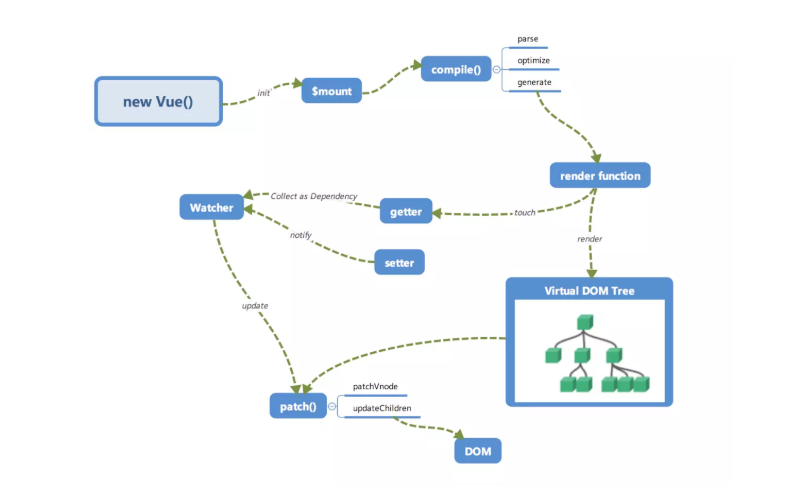 parse
compile()
optimize
generate
new Vue()
init
$mount
render function
Collect as Dependency
Watcher
getter
touch
notify
render
setter
Virtual DOM Tree
update
patchVnode
patch()
updateChildren
DOM